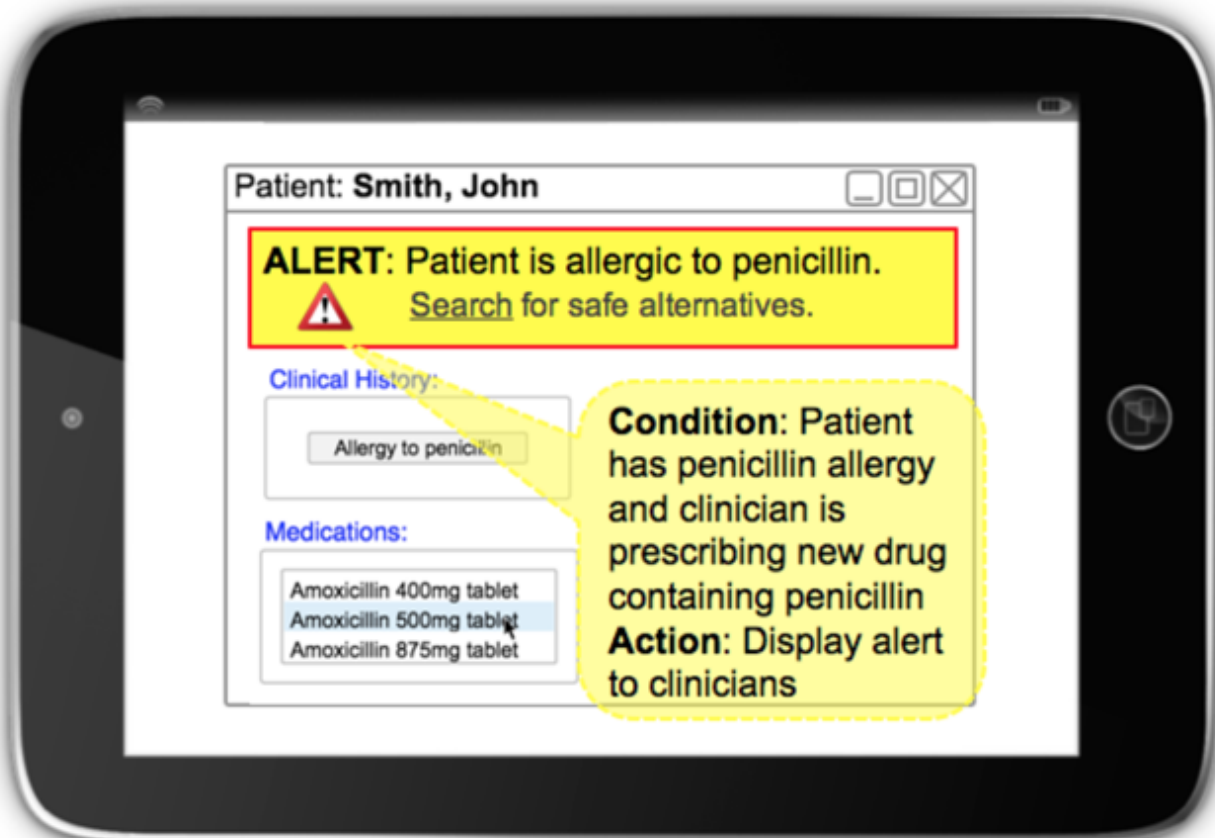 Patient: Smith, John
ALERT: Patient is allergic to penicillin.
Search for safe alternatives.
Clinical History:
Allergy to penicillin
Medications:
Amoxicillin 400mg tablet
Amoxicillin 500mg tablet
Amoxicillin 875mg tablet
Condition: Patient
has penicillin allergy
and clinician is
prescribing new drug
containing penicillin
Action: Display alert
to clinicians